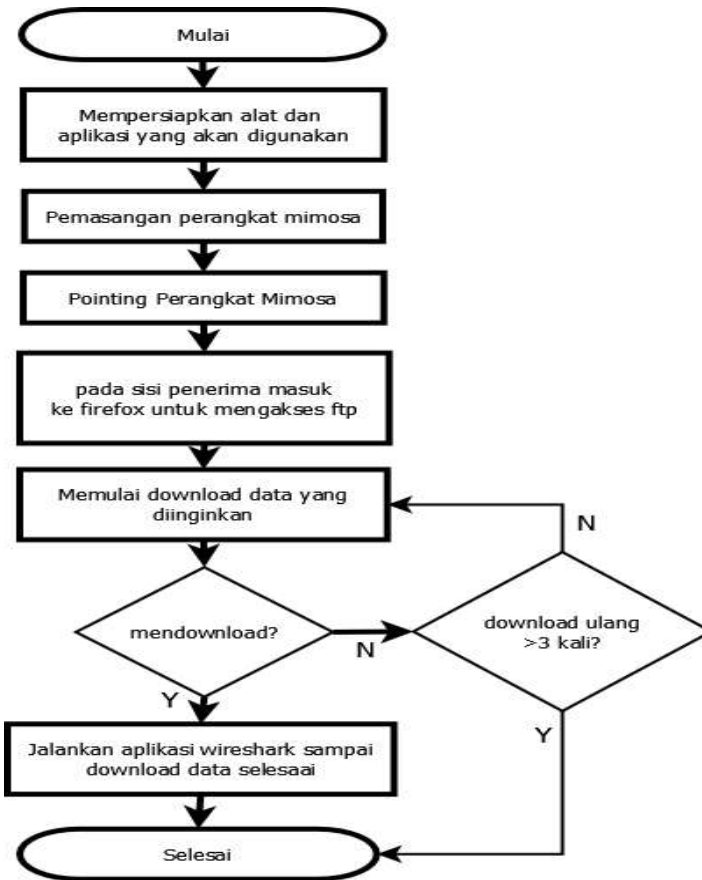 Mulai
Mempersiapkan alat dan
aplikasi yang akan digunakan
Pemasangan perangkat mimosa
Pointing Perangkat Mimosa
pada sisi penerima masuk
ke firefox untuk mengakses ftp
Memulai download data yang
diinginkan
N
mendownload?
N
download ulang
>3 kali?
Y
Y
Jalankan aplikasi wireshark sampai
download data selesaai
Selesai